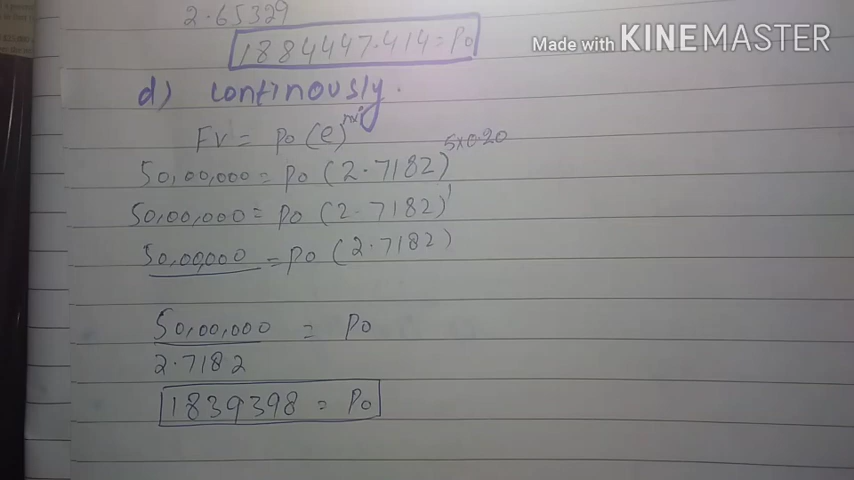 2.65329
1884447.414 = Po
Made with KINEMASTER
d) continously.
FV = Po (e)^nxi
50,00,000 = Po (2.7182)^5x0.20
50,00,000 = Po (2.7182)^1
50,00,000 = Po (2.7182)
50,00,000 = Po
2.7182
1839398 = Po